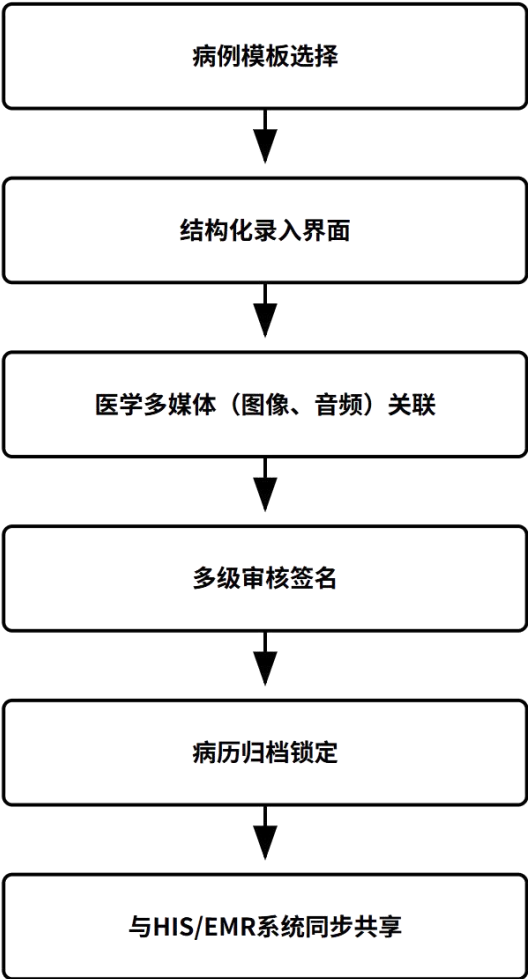 病例模板选择
结构化录入界面
医学多媒体（图像、音频）关联
多级审核签名
病历归档锁定
与HIS/EMR系统同步共享